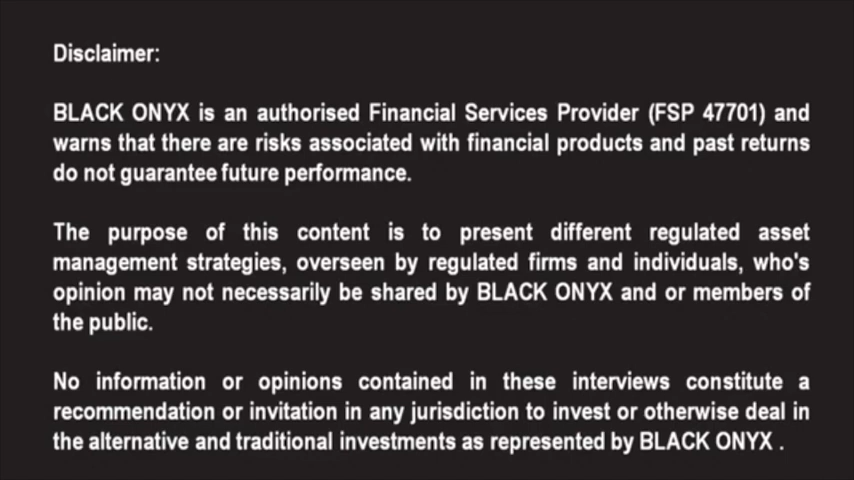 Disclaimer:
BLACK ONYX is an authorised Financial Services Provider (FSP 47701) and
warns that there are risks associated with financial products and past returns
do not guarantee future performance.
The purpose of this content is to present different regulated asset
management strategies, overseen by regulated firms and individuals, who's
opinion may not necessarily be shared by BLACK ONYX and or members of
the public.
No information or opinions contained in these interviews constitute a
recommendation or invitation in any jurisdiction to invest or otherwise deal in
the alternative and traditional investments as represented by BLACK ONYX .